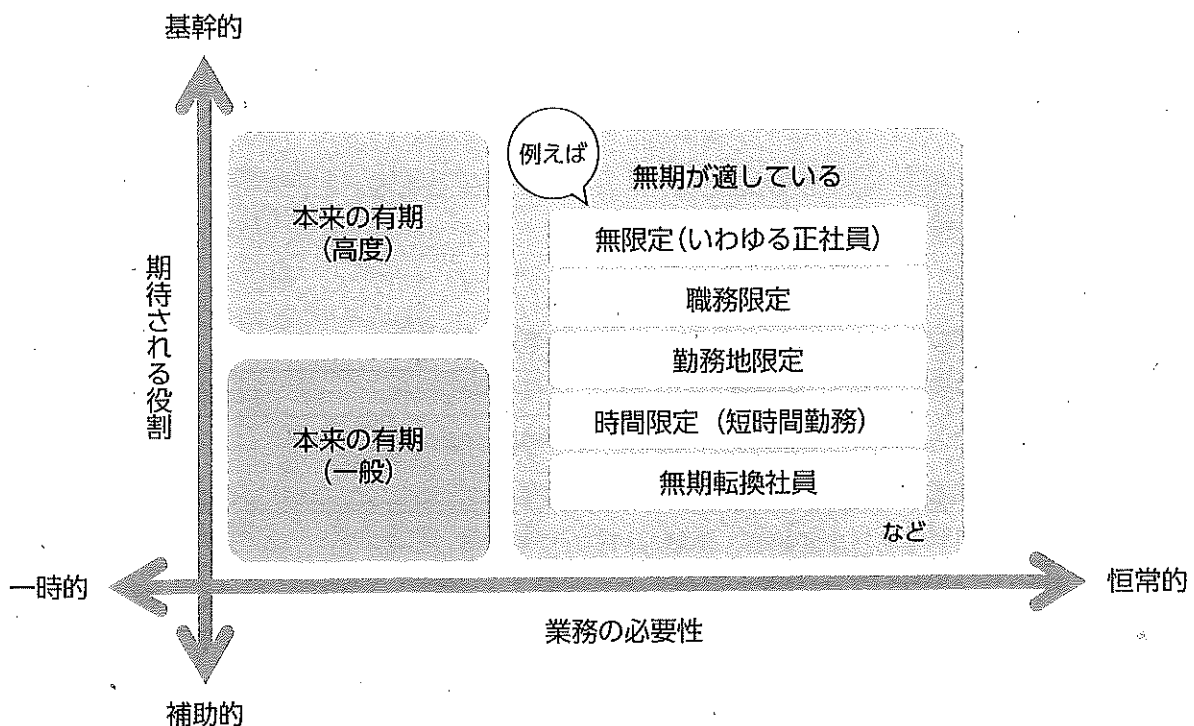 基幹的
例えば
無期が適している
本来の有期
(高度)
無限定(いわゆる正社員)
職務限定
期待される役割
勤務地限定
本来の有期
(一般)
時間限定(短時間勤務)
無期転換社員
など
一時的
恒常的
業務の必要性
補助的